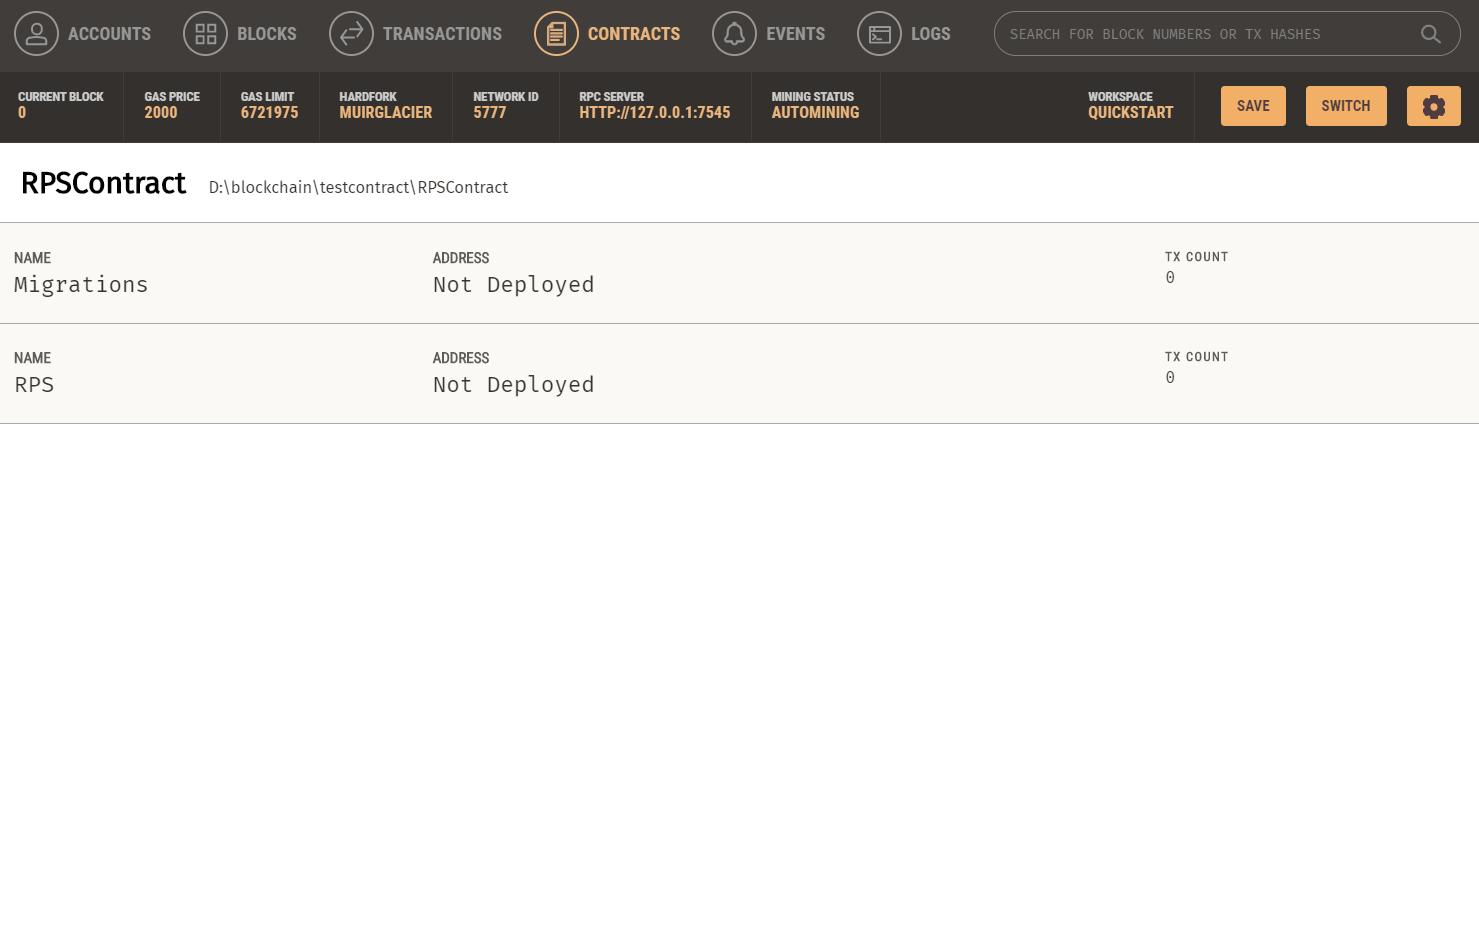 ACCOUNTS BLOCKS TRANSACTIONS CONTRACTS EVENTS LOGS SEARCH FOR BLOCK NUMBERS OR TX HASHES
CURRENT BLOCK GAS PRICE GAS LIMIT HARDFORK NETWORK ID RPC SERVER MINING STATUS WORKSPACE
0 2000 6721975 MUIRGLACIER 5777 HTTP://127.0.0.1:7545 AUTOMINING QUICKSTART SAVE SWITCH
RPSContract D:\blockchain\testcontract\RPSContract
NAME ADDRESS TX COUNT
Migrations Not Deployed 0
NAME ADDRESS TX COUNT
RPS Not Deployed 0